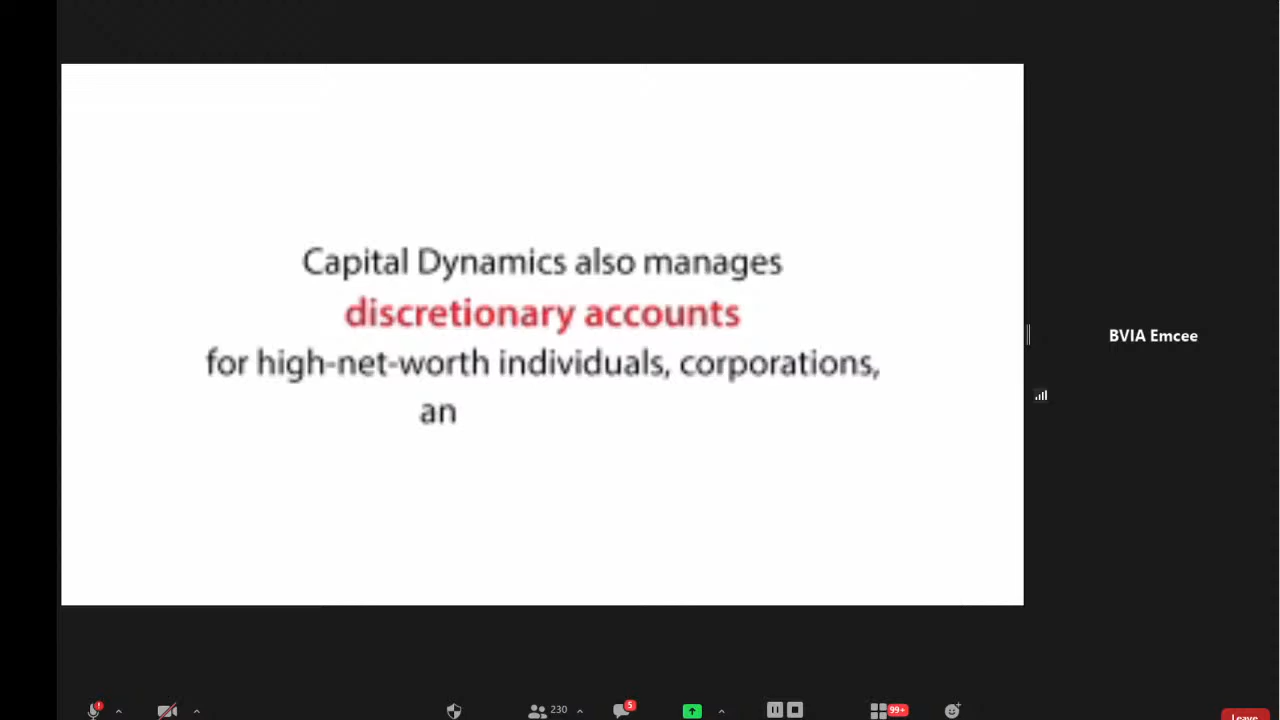 Capital Dynamics also manages
discretionary accounts
for high-net-worth individuals, corporations,
an
BVIA Emcee
230
5
99+
Leave